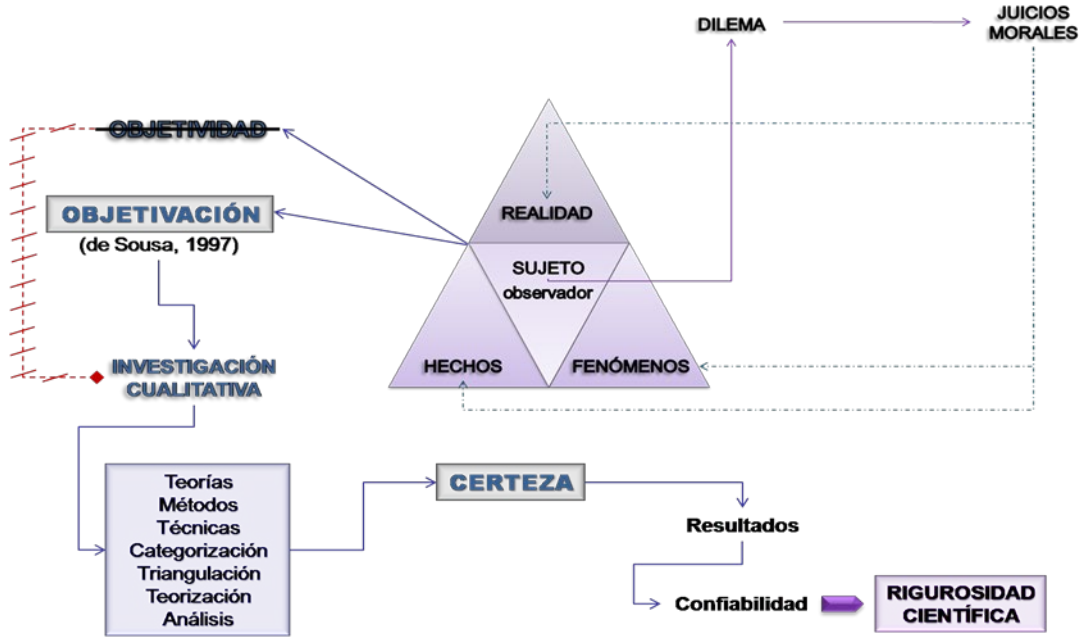 DILEMA
JUICIOS
MORALES
OBJETIVIDAD
OBJETIVACIÓN
(de Sousa, 1997)
REALIDAD
SUJETO
observador
HECHOS
FENÓMENOS
INVESTIGACIÓN
CUALITATIVA
Teorías
Métodos
Técnicas
Categorización
Triangulación
Teorización
Análisis
CERTEZA
Resultados
Confiabilidad
RIGUROSIDAD
CIENTÍFICA